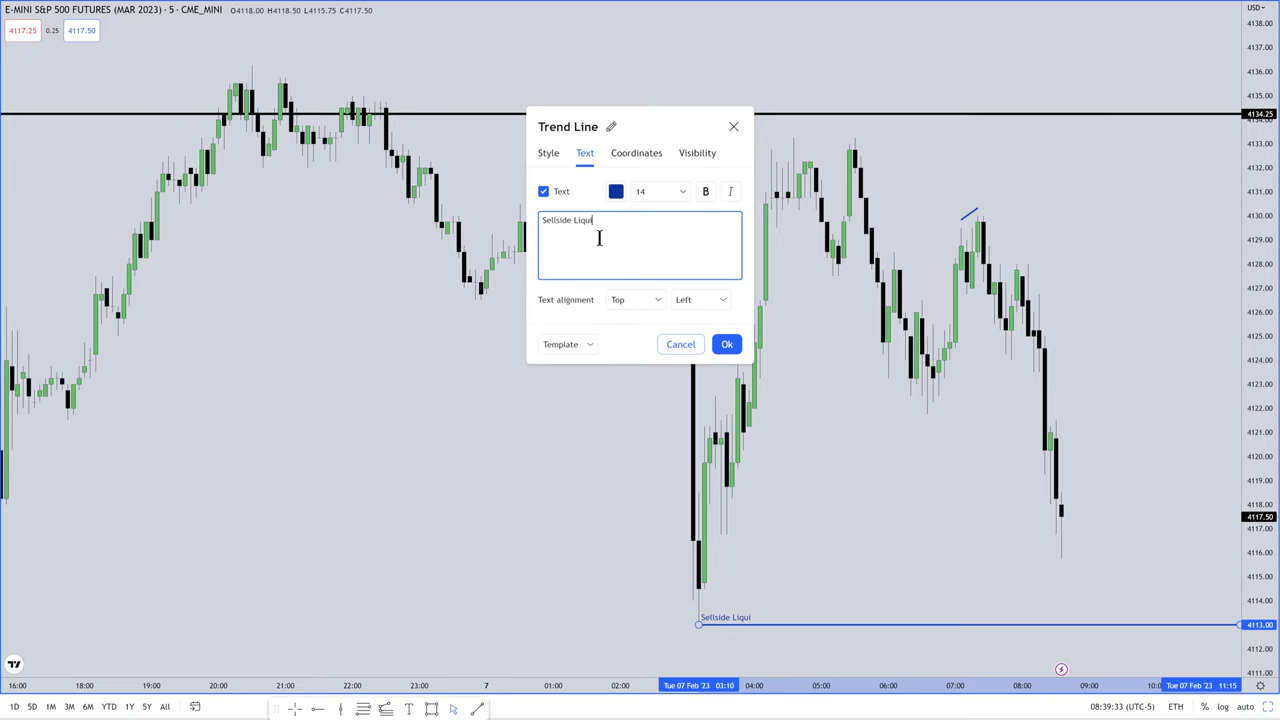 E-MINI S&P 500 FUTURES (MAR 2023) · 5 · CME_MINI O4118.00 H4118.50 L4115.75 C4117.50
USD
4117.25 0.25 4117.50
4138.00
4137.00
4136.00
4135.00
4134.25
4133.00
4132.00
4131.00
4130.00
4129.00
4128.00
4127.00
4126.00
4125.00
4124.00
4123.00
4122.00
4121.00
4120.00
4119.00
4118.00
4117.50
4117.00
4116.00
4115.00
4114.00
4113.00
4112.00
4111.00
Trend Line
Style Text Coordinates Visibility
Text 14 B I
Sellside Liqui
Text alignment Top Left
Template Cancel Ok
Sellside Liqui
16:00 18:00 19:00 20:00 21:00 22:00 23:00 7 01:00 02:00 Tue 07 Feb '23 03:10 04:00 05:00 06:00 07:00 08:00 09:00 10:0 Tue 07 Feb '23 11:15
1D 5D 1M 3M 6M YTD 1Y 5Y All T 08:39:33 (UTC-5) ETH % log auto